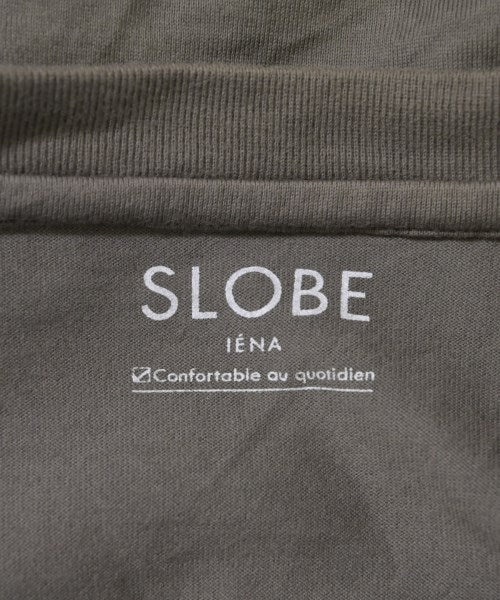 SLOBE
IÉNA
☑Confortable au quotidien